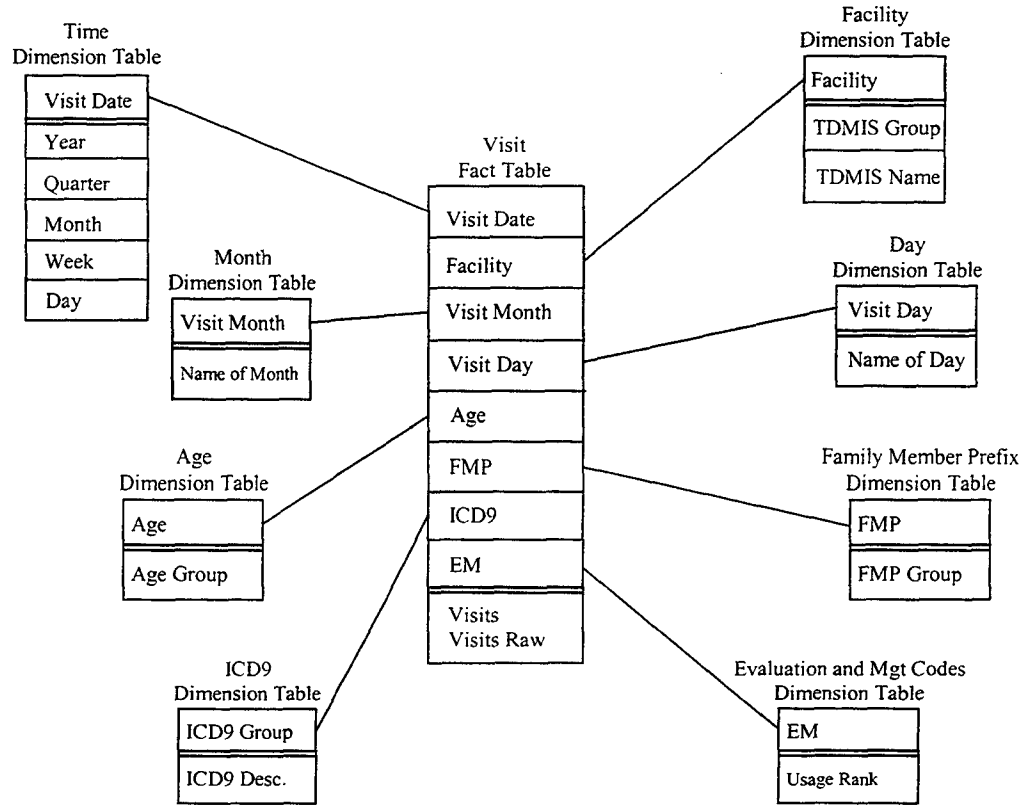 Time
Dimension Table
Visit Date
Year
Quarter
Month
Week
Day
Month
Dimension Table
Visit Month
Name of Month
Age
Dimension Table
Age
Age Group
ICD9
Dimension Table
ICD9 Group
ICD9 Desc.
Visit
Fact Table
Visit Date
Facility
Visit Month
Visit Day
Age
FMP
ICD9
EM
Visits
Visits Raw
Facility
Dimension Table
Facility
TDMIS Group
TDMIS Name
Day
Dimension Table
Visit Day
Name of Day
Family Member Prefix
Dimension Table
FMP
FMP Group
Evaluation and Mgt Codes
Dimension Table
EM
Usage Rank